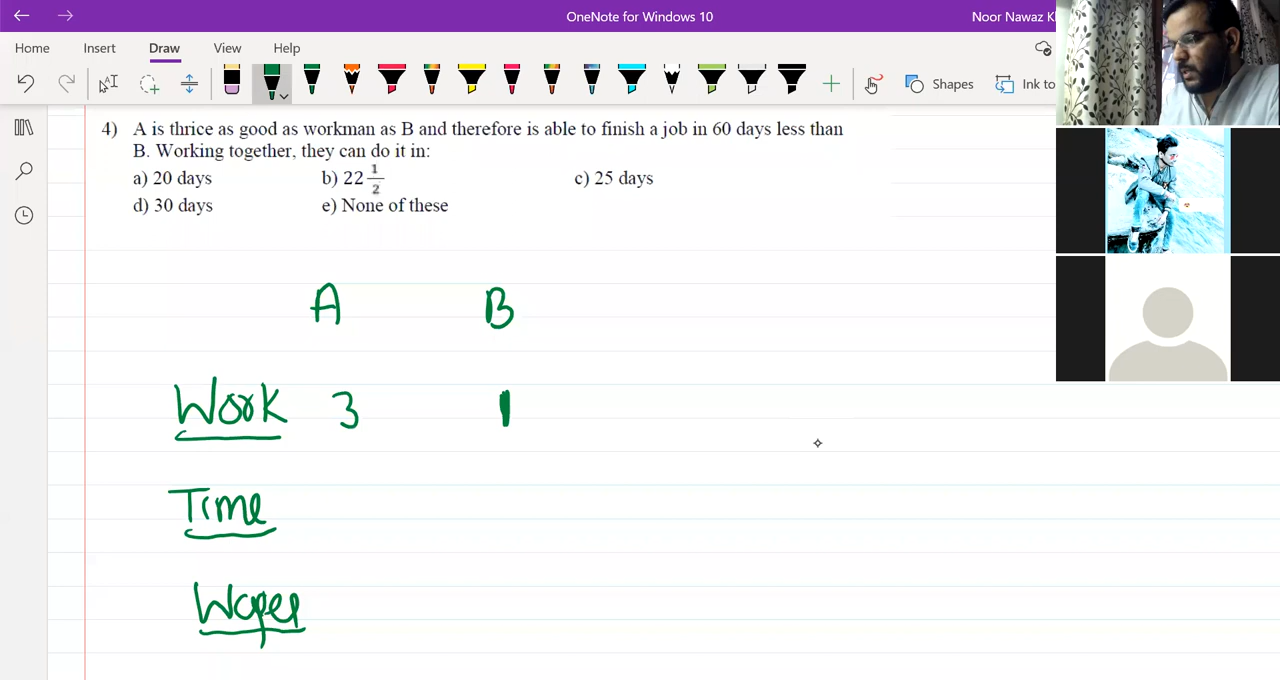 OneNote for Windows 10
Noor Nawaz Kh
Home Insert Draw View Help
Shapes Ink to
4) A is thrice as good as workman as B and therefore is able to finish a job in 60 days less than
B. Working together, they can do it in:
a) 20 days b) 22 1/2 c) 25 days
d) 30 days e) None of these
A B
Work 3 1
Time
Wages